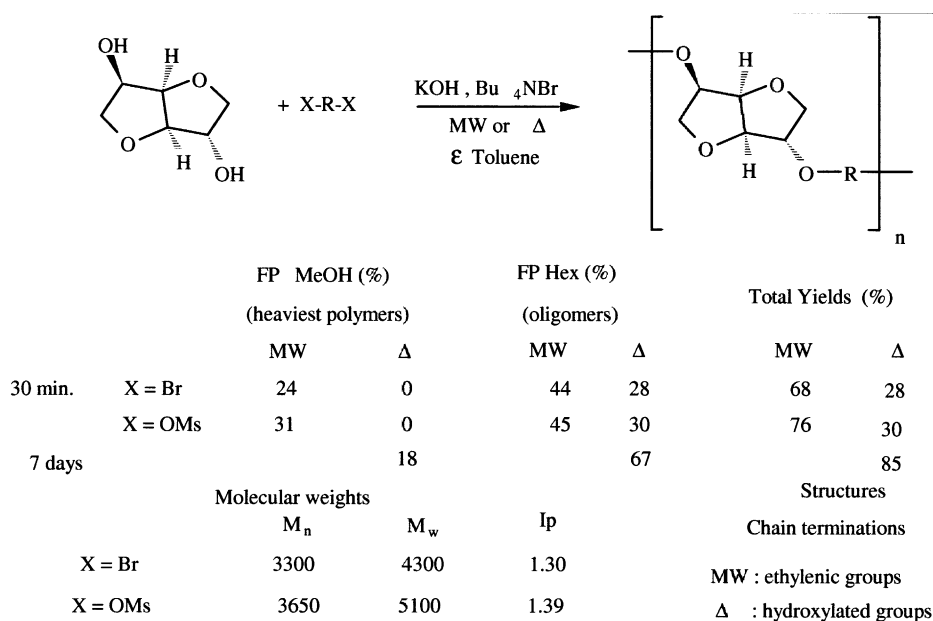 OH
H
O
O
H
OH
+ X-R-X
KOH , Bu 4NBr
MW or Δ
ε Toluene
O
H
O
O
H
O—R
n
FP MeOH (%)
(heaviest polymers)
FP Hex (%)
(oligomers)
Total Yields (%)
MW Δ MW Δ MW Δ
30 min. X = Br 24 0 44 28 68 28
X = OMs 31 0 45 30 76 30
7 days 18 67 85
Molecular weights
Structures
Mn Mw Ip
Chain terminations
X = Br 3300 4300 1.30
MW : ethylenic groups
X = OMs 3650 5100 1.39
Δ : hydroxylated groups